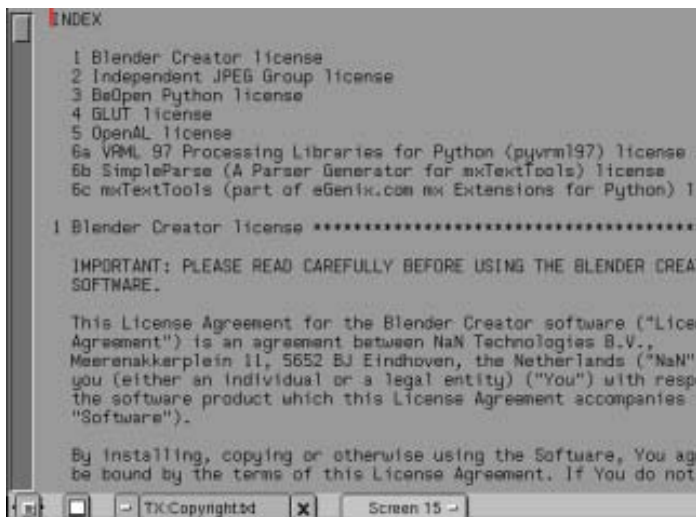 INDEX
1 Blender Creator license
2 Independent JPEG Group license
3 BeOpen Python license
4 GLUT license
5 OpenAL license
6a VRML 97 Processing Libraries for Python (pyvrml97) license
6b SimpleParse (A Parser Generator for mxTextTools) license
6c mxTextTools (part of eGenix.com mx Extensions for Python) l
1 Blender Creator license ****************************************
IMPORTANT: PLEASE READ CAREFULLY BEFORE USING THE BLENDER CREA
SOFTWARE.
This License Agreement for the Blender Creator software ("Lice
Agreement") is an agreement between NaN Technologies B.V.,
Meerenakkerplein 11, 5652 BJ Eindhoven, the Netherlands ("NaN"
you (either an individual or a legal entity) ("You") with resp
the software product which this License Agreement accompanies
"Software").
By installing, copying or otherwise using the Software, You ag
be bound by the terms of this License Agreement. If You do not
TX:Copyright.txt X Screen 15